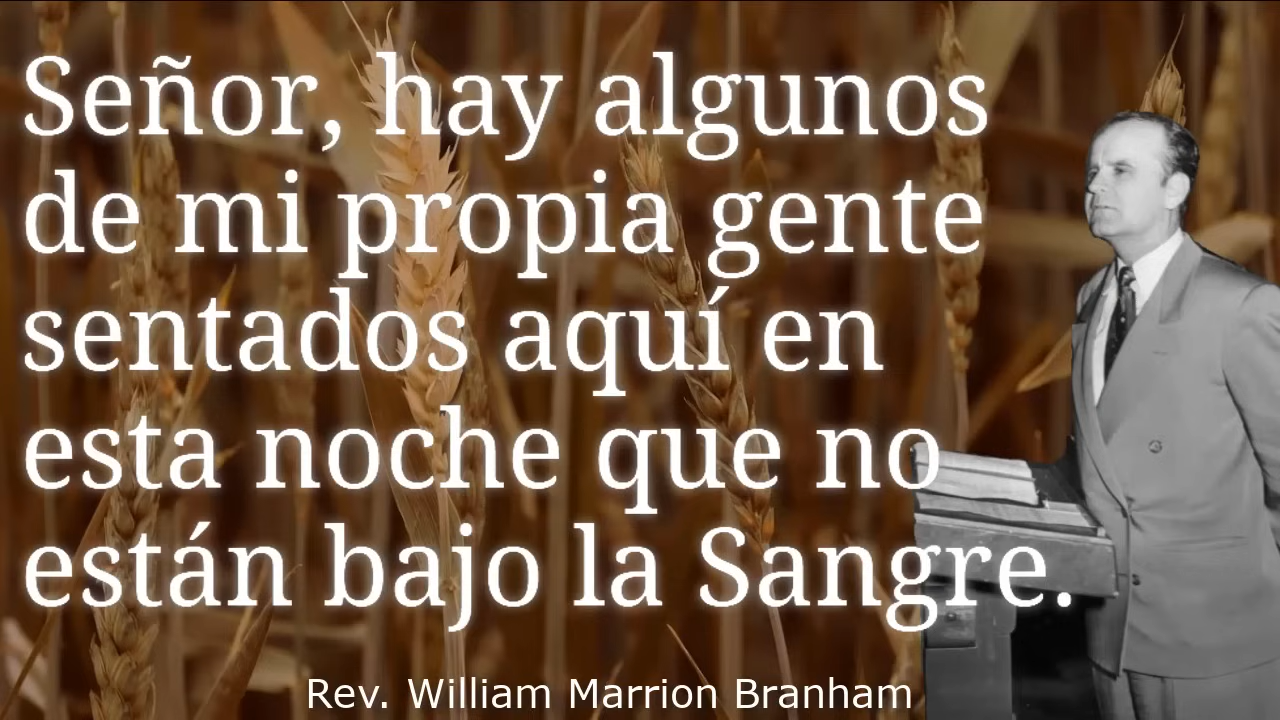 Señor, hay algunos
de mi propia gente
sentados aquí en
esta noche que no
están bajo la Sangre.
Rev. William Marrion Branham